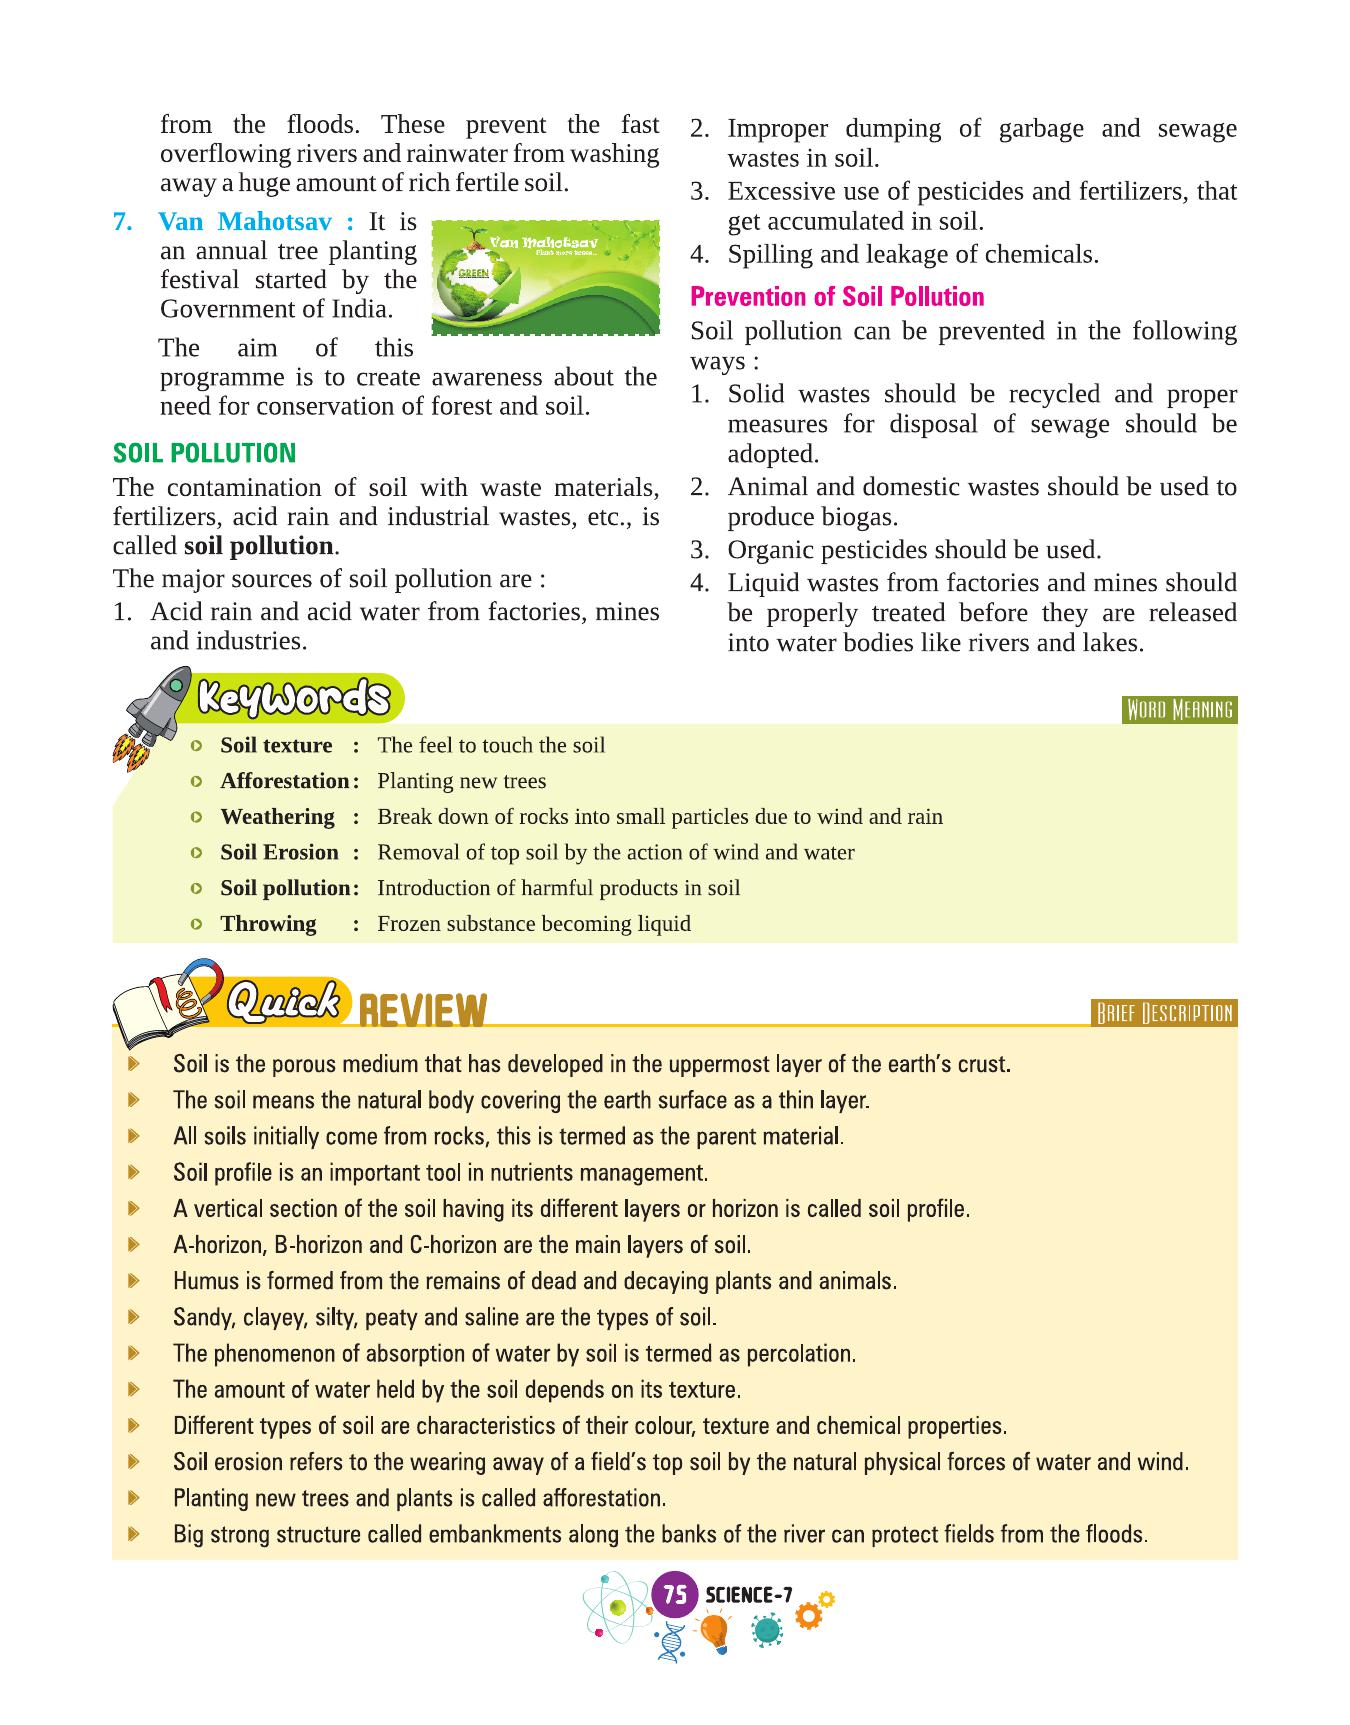 from the floods. These prevent the fast
overflowing rivers and rainwater from washing
away a huge amount of rich fertile soil.
7. Van Mahotsav : It is
an annual tree planting
festival started by the
Government of India.
Van Mahotsav
Plant more trees..
GREEN
The aim of this
programme is to create awareness about the
need for conservation of forest and soil.
SOIL POLLUTION
The contamination of soil with waste materials,
fertilizers, acid rain and industrial wastes, etc., is
called soil pollution.
The major sources of soil pollution are :
1. Acid rain and acid water from factories, mines
and industries.
2. Improper dumping of garbage and sewage
wastes in soil.
3. Excessive use of pesticides and fertilizers, that
get accumulated in soil.
4. Spilling and leakage of chemicals.
Prevention of Soil Pollution
Soil pollution can be prevented in the following
ways :
1. Solid wastes should be recycled and proper
measures for disposal of sewage should be
adopted.
2. Animal and domestic wastes should be used to
produce biogas.
3. Organic pesticides should be used.
4. Liquid wastes from factories and mines should
be properly treated before they are released
into water bodies like rivers and lakes.
KeyWords
WORD MEANING
Soil texture : The feel to touch the soil
Afforestation : Planting new trees
Weathering : Break down of rocks into small particles due to wind and rain
Soil Erosion : Removal of top soil by the action of wind and water
Soil pollution : Introduction of harmful products in soil
Throwing : Frozen substance becoming liquid
Quick REVIEW
BRIEF DESCRIPTION
Soil is the porous medium that has developed in the uppermost layer of the earth's crust.
The soil means the natural body covering the earth surface as a thin layer.
All soils initially come from rocks, this is termed as the parent material.
Soil profile is an important tool in nutrients management.
A vertical section of the soil having its different layers or horizon is called soil profile.
A-horizon, B-horizon and C-horizon are the main layers of soil.
Humus is formed from the remains of dead and decaying plants and animals.
Sandy, clayey, silty, peaty and saline are the types of soil.
The phenomenon of absorption of water by soil is termed as percolation.
The amount of water held by the soil depends on its texture.
Different types of soil are characteristics of their colour, texture and chemical properties.
Soil erosion refers to the wearing away of a field's top soil by the natural physical forces of water and wind.
Planting new trees and plants is called afforestation.
Big strong structure called embankments along the banks of the river can protect fields from the floods.
75 SCIENCE-7